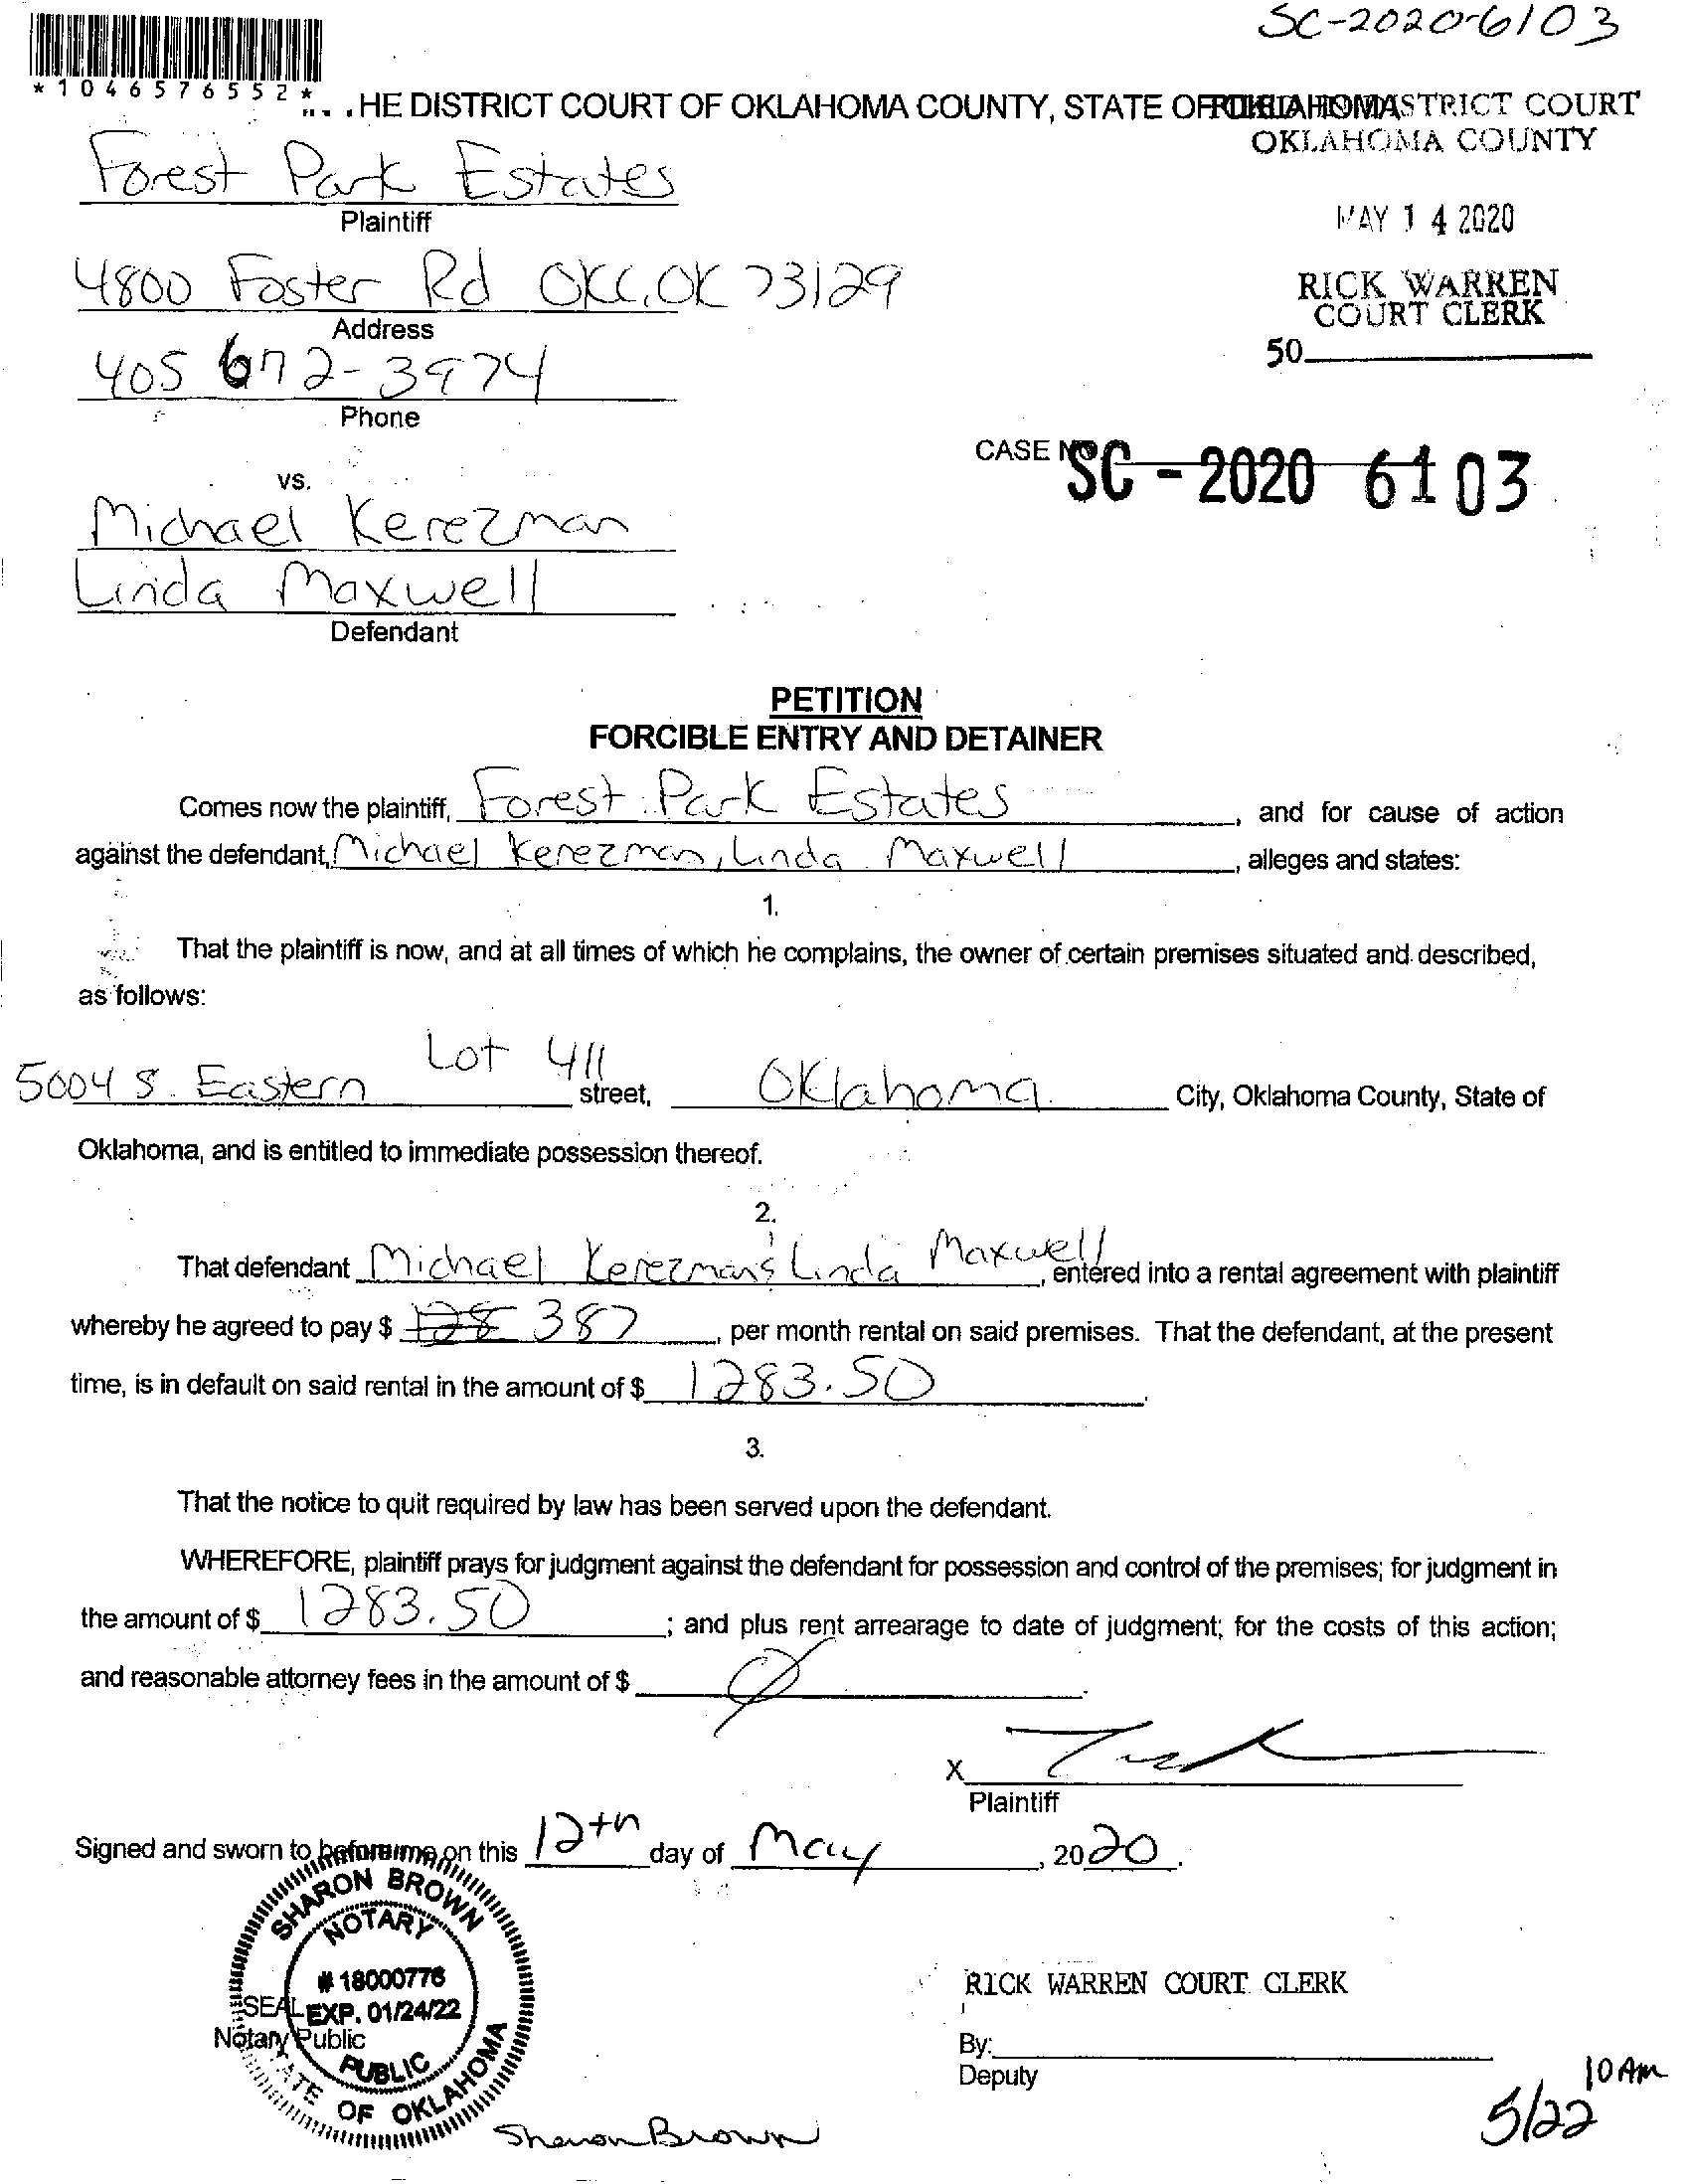 SC-2020-6103
*1046576552*
HE DISTRICT COURT OF OKLAHOMA COUNTY, STATE OF OKLAHOMA
DISTRICT COURT
OKLAHOMA COUNTY
Forest Park Estates
Plaintiff
MAY 14 2020
4800 Foster Rd OKC, OK 73129
Address
RICK WARREN
COURT CLERK
50
405 672-3974
Phone
CASE NO SC - 2020 6103
vs.
Michael Kerezman
Linda Maxwell
Defendant
PETITION
FORCIBLE ENTRY AND DETAINER
Comes now the plaintiff, Forest Park Estates, and for cause of action
against the defendant, Michael Kerezman, Linda Maxwell, alleges and states:
1.
That the plaintiff is now, and at all times of which he complains, the owner of certain premises situated and described,
as follows:
5004 S. Eastern Lot 411 street, Oklahoma City, Oklahoma County, State of
Oklahoma, and is entitled to immediate possession thereof.
2.
That defendant Michael Kerezman & Linda Maxwell, entered into a rental agreement with plaintiff
whereby he agreed to pay $ 128 387, per month rental on said premises. That the defendant, at the present
time, is in default on said rental in the amount of $ 1283.50.
3.
That the notice to quit required by law has been served upon the defendant.
WHEREFORE, plaintiff prays for judgment against the defendant for possession and control of the premises; for judgment in
the amount of $ 1283.50; and plus rent arrearage to date of judgment; for the costs of this action;
and reasonable attorney fees in the amount of $ Ø.
X
Plaintiff
Signed and sworn to before me on this 12th day of May, 2020.
SHARON BROWN
NOTARY
# 18000776
SEAL EXP. 01/24/22
Notary Public
PUBLIC
STATE OF OKLAHOMA
Sharon Brown
RICK WARREN COURT CLERK
By:
Deputy
10 AM
5/22